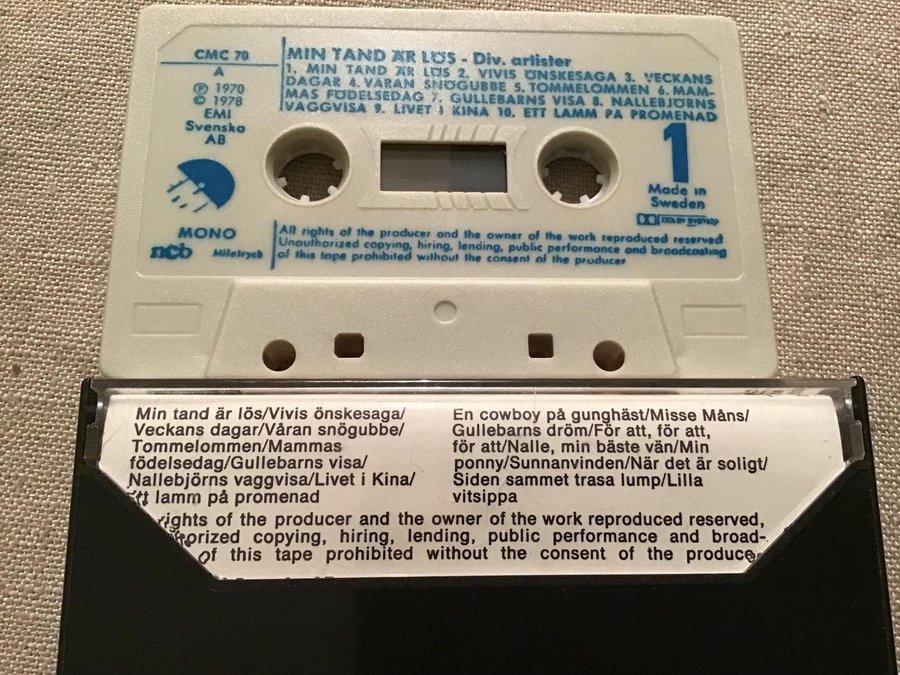 CMC 70
A
Ⓟ 1970
© 1978
EMI
Svenska
AB
MONO
ncb
MIN TAND ÄR LÖS - Div. artister
1. MIN TAND ÄR LÖS 2. VIVIS ÖNSKESAGA 3. VECKANS
DAGAR 4. VÅRAN SNÖGUBBE 5. TOMMELOMMEN 6. MAM-
MAS FÖDELSEDAG 7. GULLEBARNS VISA 8. NALLEBJÖRNS
VAGGVISA 9. LIVET I KINA 10. ETT LAMM PÅ PROMENAD
1
Made in
Sweden
DOLBY SYSTEM
All rights of the producer and the owner of the work reproduced reserved
Unauthorized copying, hiring, lending, public performance and broadcasting
of this tape prohibited without the consent of the producer
Min tand är lös/Vivis önskesaga/
Veckans dagar/Våran snögubbe/
Tommelommen/Mammas
födelsedag/Gullebarns visa/
Nallebjörns vaggvisa/Livet i Kina/
Ett lamm på promenad
En cowboy på gunghäst/Misse Måns/
Gullebarns dröm/För att, för att,
för att/Nalle, min bäste vän/Min
ponny/Sunnanvinden/När det är soligt/
Siden sammet trasa lump/Lilla
vitsippa
rights of the producer and the owner of the work reproduced reserved,
orized copying, hiring, lending, public performance and broad-
of this tape prohibited without the consent of the produce